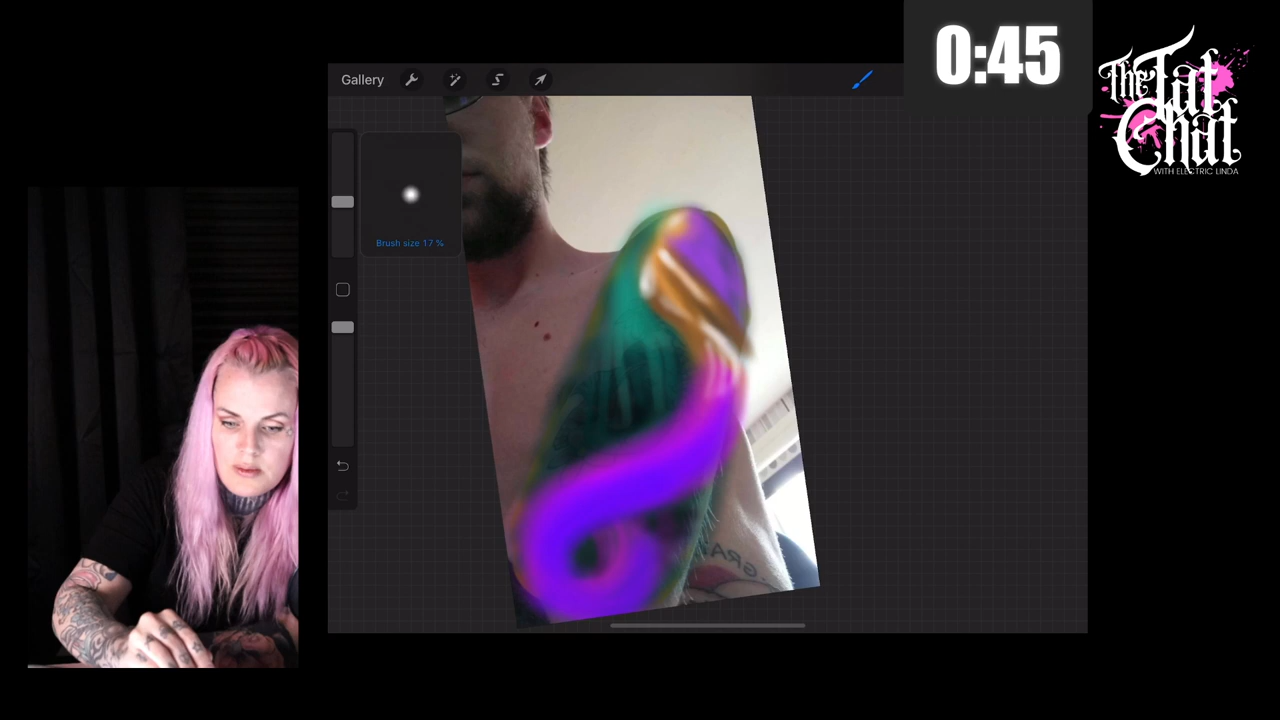 Gallery
0:45
The
Tat
Chat
WITH ELECTRIC LINDA
Brush size 17 %